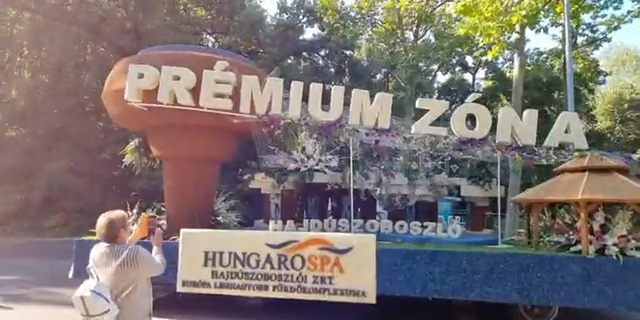 PRÉMIUM ZÓNA
HAJDÚSZOBOSZLÓ
HUNGAROSPA
HAJDÚSZOBOSZLÓI ZRT.
EURÓPA LEGNAGYOBB FÜRDŐKOMPLEXUMA